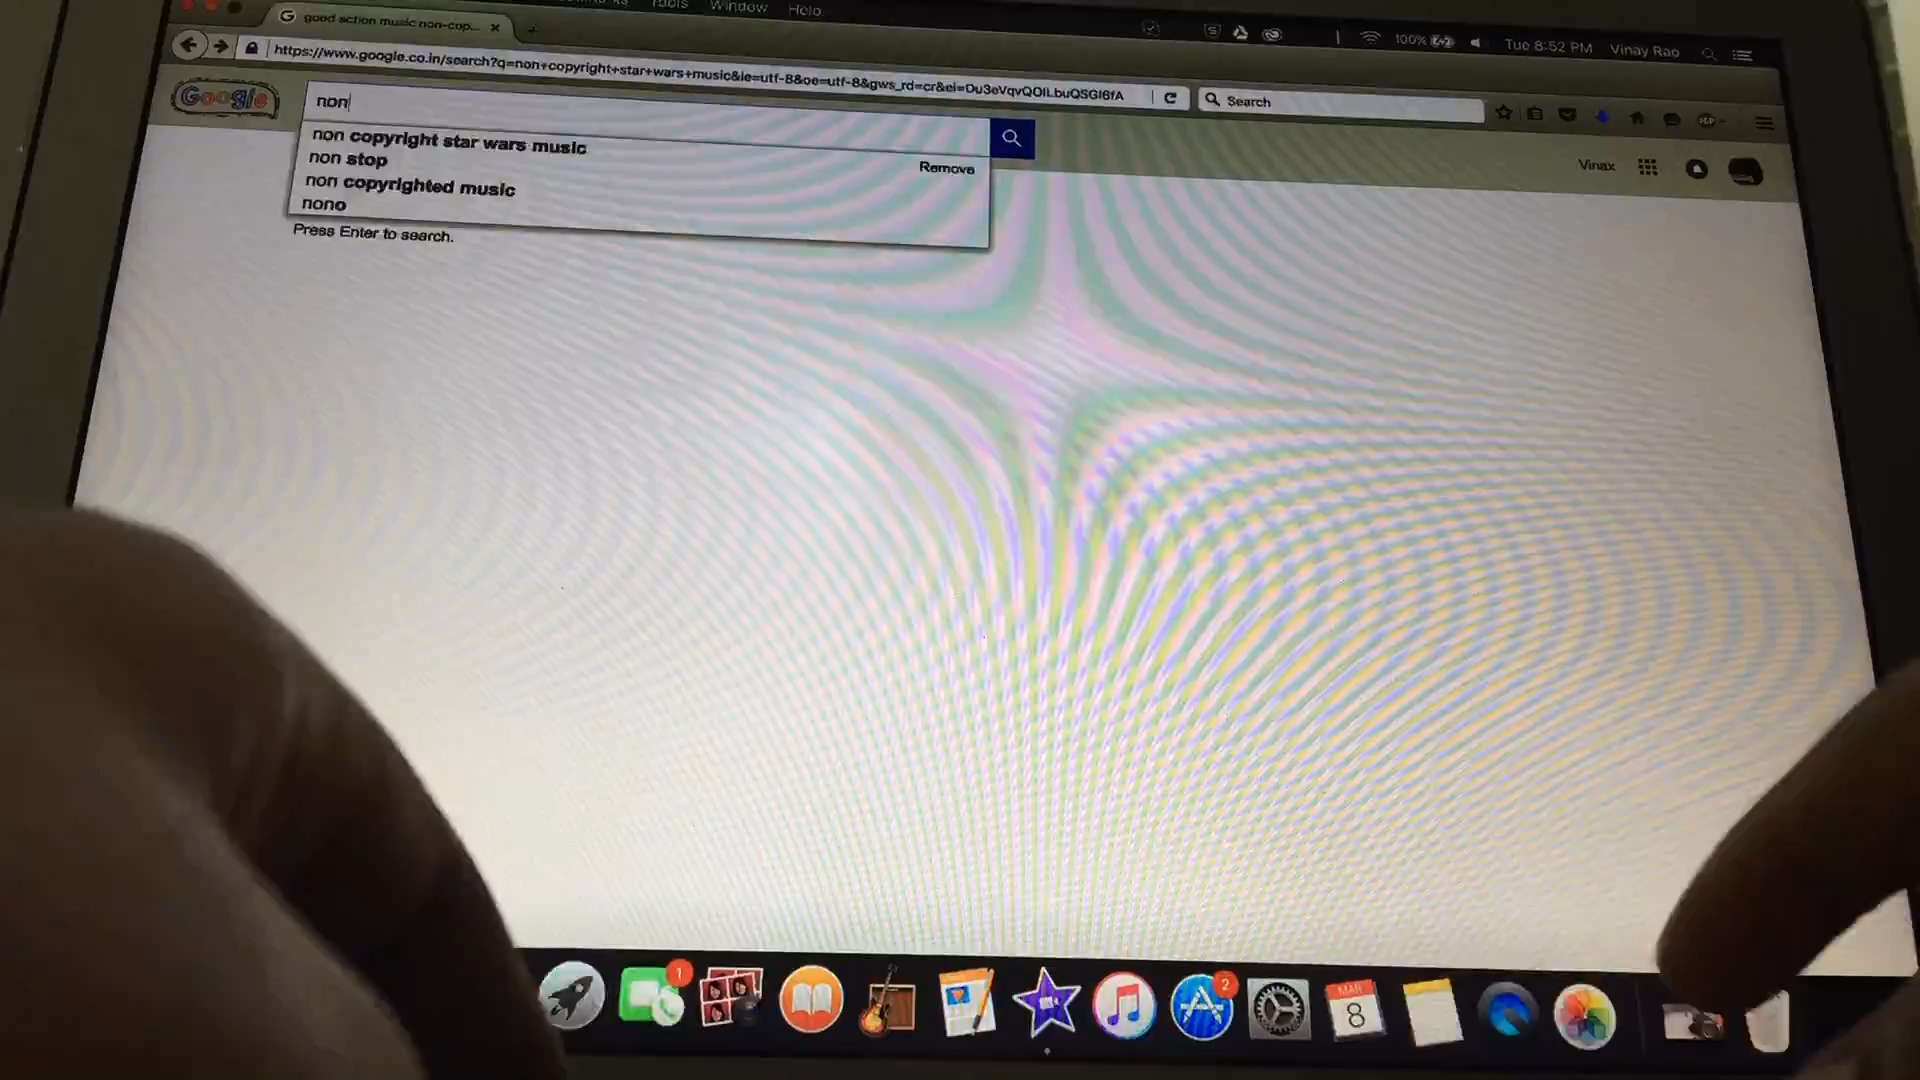 Tools Window Help
good action music non-cop...
100% Tue 8:52 PM Vinay Rao
https://www.google.co.in/search?q=non+copyright+star+wars+music&ie=utf-8&oe=utf-8&gws_rd=cr&ei=Du3eVqvQOILbuQSGI6fA
Search
Google
non
Vinax
non copyright star wars music
Remove
non stop
non copyrighted music
nono
Press Enter to search.
1
2
MAR
8